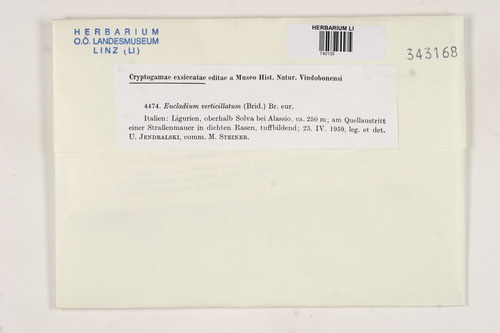 HERBARIUM
O.Ö. LANDESMUSEUM
LINZ (LI)
HERBARIUM LI
740105
343168
Cryptogamae exsiccatae editae a Museo Hist. Natur. Vindobonensi
4474. Eucladium verticillatum (Brid.) Br. eur.
Italien: Ligurien, oberhalb Solva bei Alassio, ca. 250 m; am Quellaustritt
einer Straßenmauer in dichten Rasen, tuffbildend; 23. IV. 1959, leg. et det.
U. Jendralski, comm. M. Steiner.